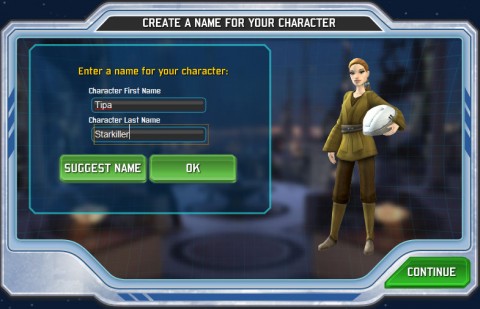 CREATE A NAME FOR YOUR CHARACTER
Enter a name for your character:
Character First Name
Tipa
Character Last Name
Starkiller
SUGGEST NAME OK
CONTINUE